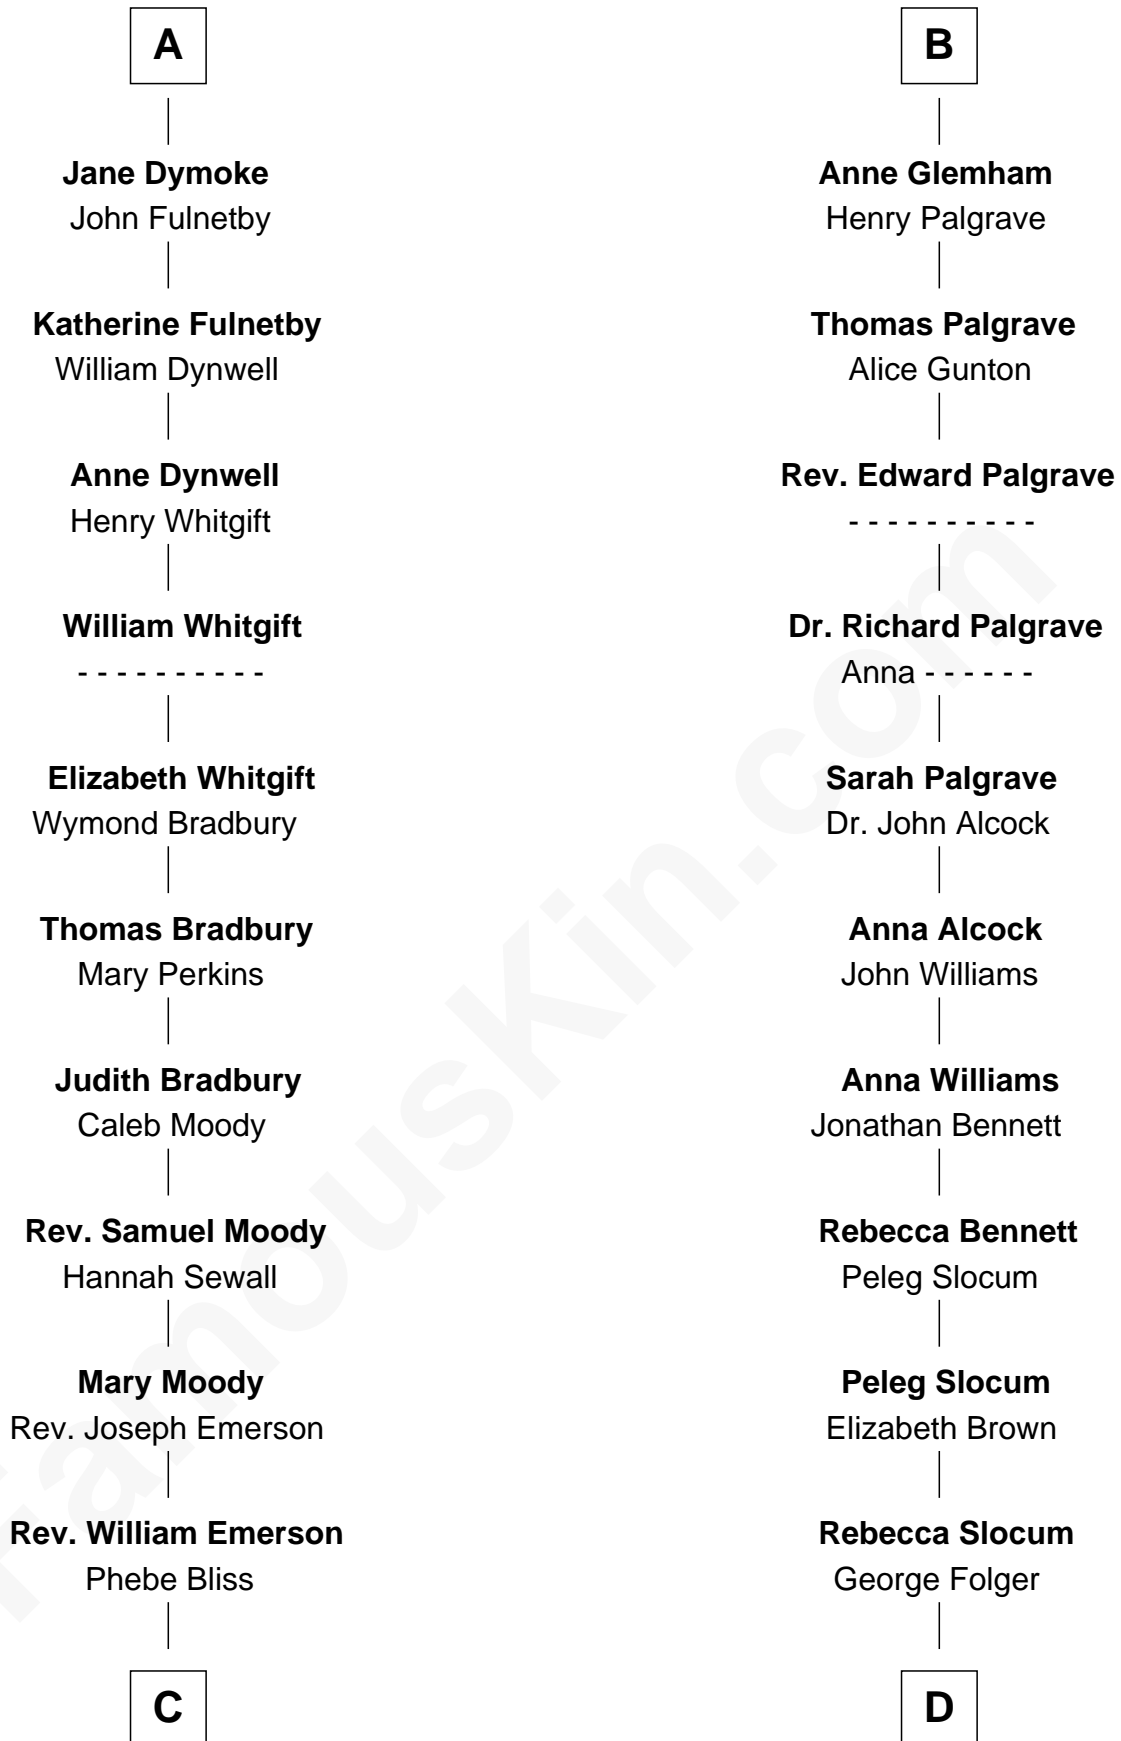 A
Jane Dymoke
John Fulnetby
Katherine Fulnetby
William Dynwell
Anne Dynwell
Henry Whitgift
William Whitgift
- - - - - - - - - -
Elizabeth Whitgift
Wymond Bradbury
Thomas Bradbury
Mary Perkins
Judith Bradbury
Caleb Moody
Rev. Samuel Moody
Hannah Sewall
Mary Moody
Rev. Joseph Emerson
Rev. William Emerson
Phebe Bliss
C
B
Anne Glemham
Henry Palgrave
Thomas Palgrave
Alice Gunton
Rev. Edward Palgrave
- - - - - - - - - -
Dr. Richard Palgrave
Anna - - - - - -
Sarah Palgrave
Dr. John Alcock
Anna Alcock
John Williams
Anna Williams
Jonathan Bennett
Rebecca Bennett
Peleg Slocum
Peleg Slocum
Elizabeth Brown
Rebecca Slocum
George Folger
D
FamousKin.com